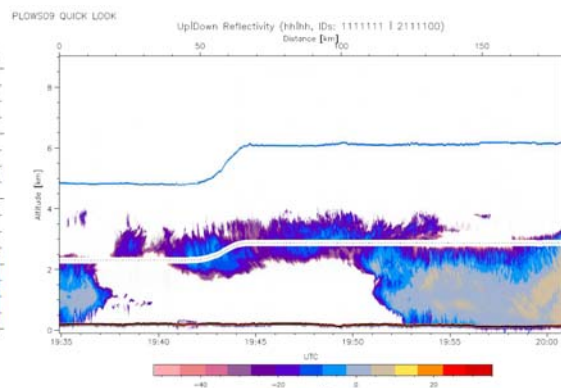 PLOWS09 QUICK LOOK
Up|Down Reflectivity (hh|hh, IDs: 1111111 | 2111100)
Distance [km]
0 50 100 150
Altitude [km]
6
4
2
0
19:35 19:40 19:45 19:50 19:55 20:00
UTC
-40 -20 0 20